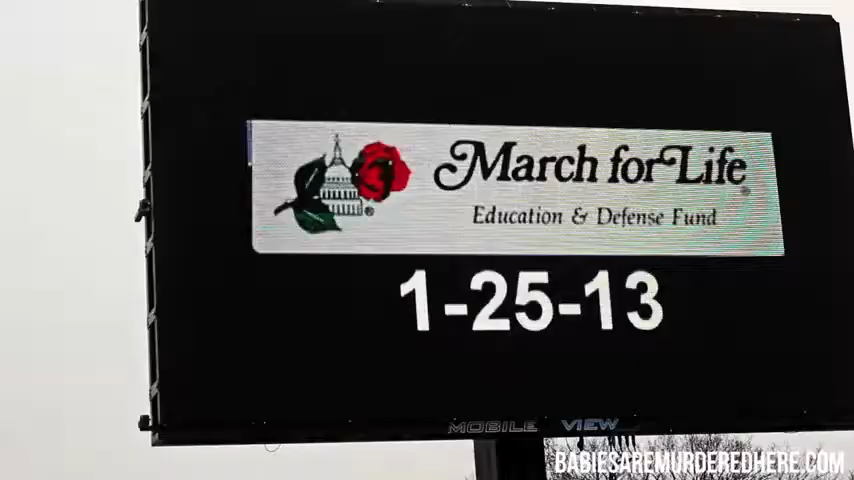 March for Life
Education & Defense Fund
1-25-13
MOBILE VIEW
BABIESAREMURDEREDHERE.COM